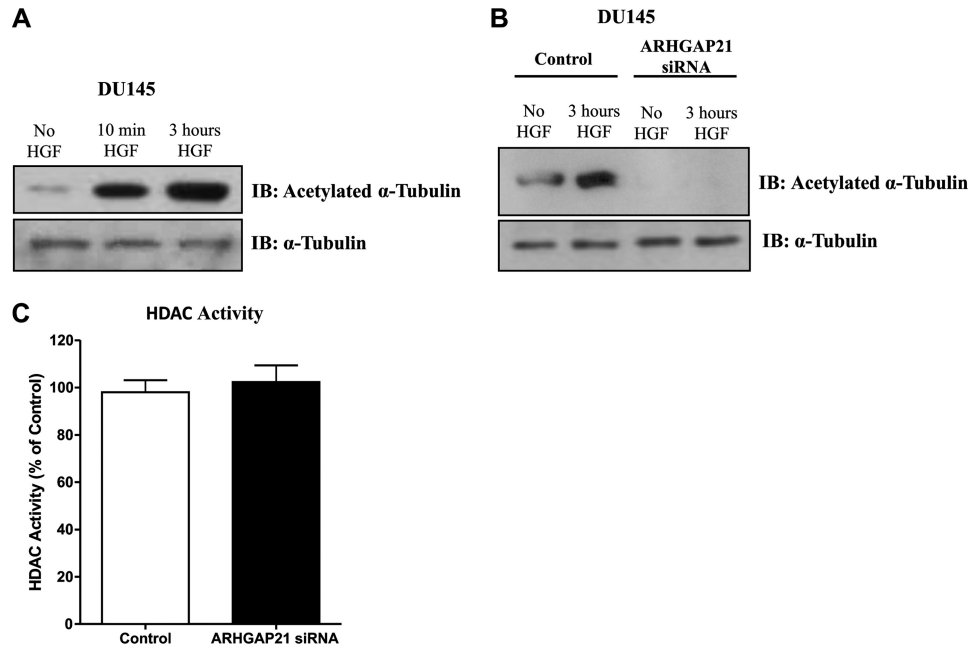 A
DU145
No HGF
10 min HGF
3 hours HGF
IB: Acetylated α-Tubulin
IB: α-Tubulin
B
DU145
Control
ARHGAP21 siRNA
No HGF
3 hours HGF
No HGF
3 hours HGF
IB: Acetylated α-Tubulin
IB: α-Tubulin
C
HDAC Activity
HDAC Activity (% of Control)
120
100
80
60
40
20
0
Control
ARHGAP21 siRNA